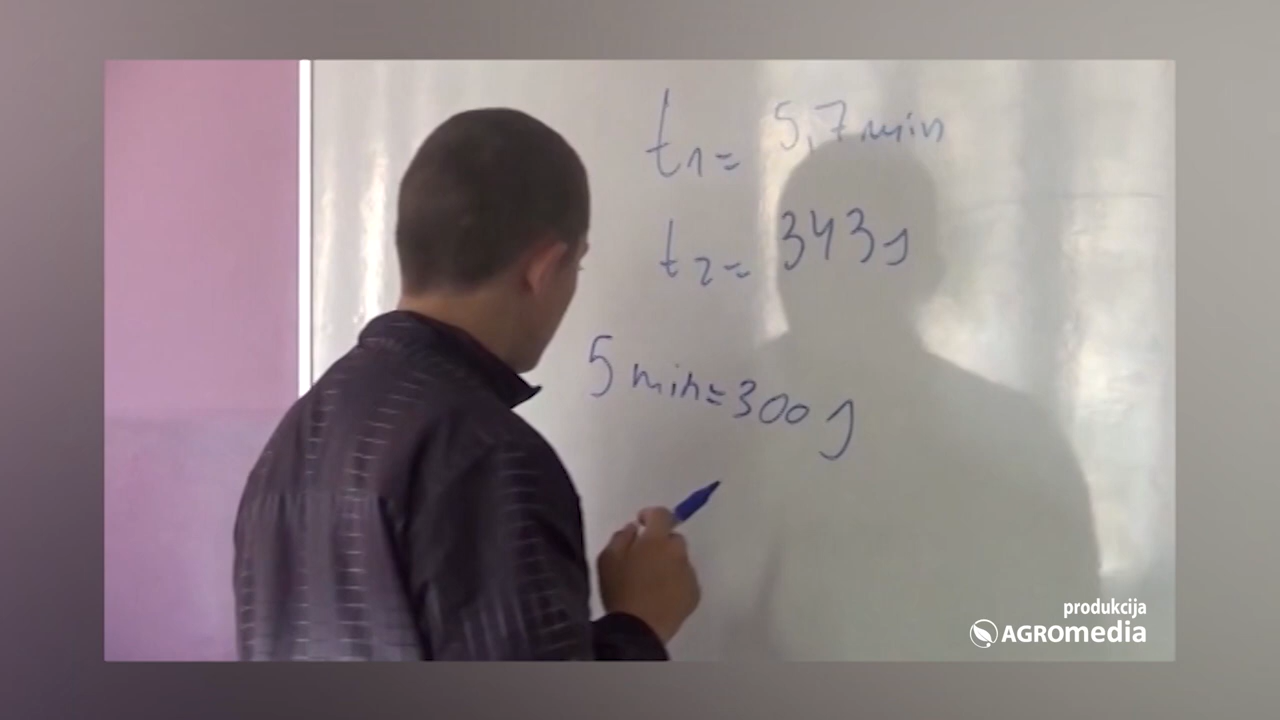 t₁= 5,7 min
t₂= 343 s
5 min=300 s
produkcija
AGROmedia